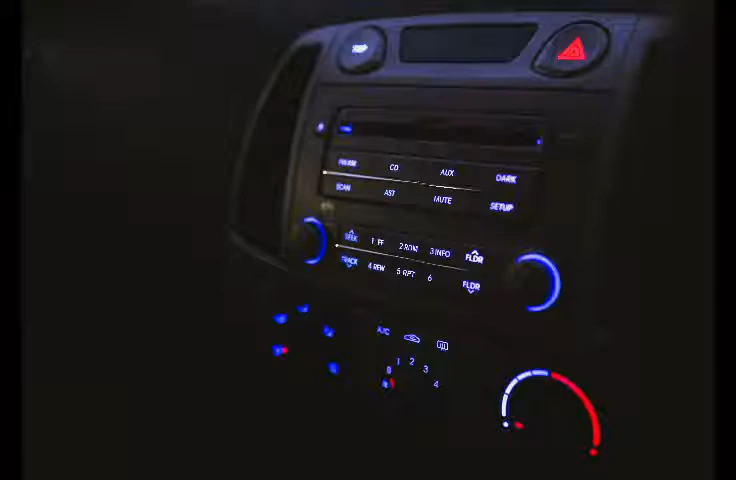 FM/AM CD AUX DARK
SCAN AST MUTE SETUP
SEEK 1 FF 2 RDM 3 INFO FLDR
TRACK 4 REW 5 RPT 6 FLDR
A/C
0 1 2 3 4